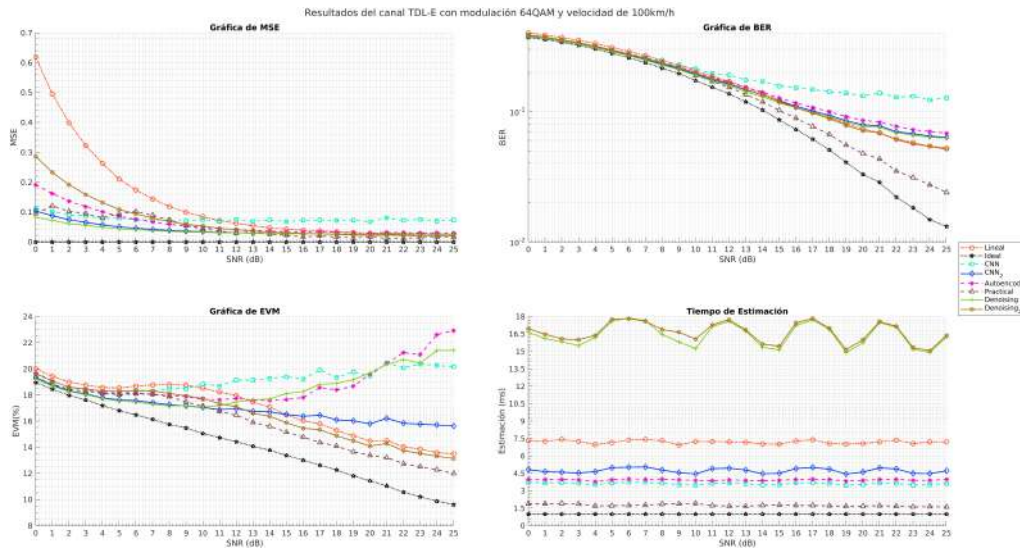 Resultados del canal TDL-E con modulación 64QAM y velocidad de 100km/h
Gráfica de MSE
0.7
0.6
0.5
0.4
0.3
0.2
0.1
0
MSE
0 1 2 3 4 5 6 7 8 9 10 11 12 13 14 15 16 17 18 19 20 21 22 23 24 25
SNR (dB)
Gráfica de BER
10-1
10-2
BER
0 1 2 3 4 5 6 7 8 9 10 11 12 13 14 15 16 17 18 19 20 21 22 23 24 25
SNR (dB)
Lineal
Ideal
CNN
CNN2
Autoencod
Practical
Denoising
Denoising2
Gráfica de EVM
24
22
20
18
16
14
12
10
8
EVM(%)
0 1 2 3 4 5 6 7 8 9 10 11 12 13 14 15 16 17 18 19 20 21 22 23 24 25
SNR (dB)
Tiempo de Estimación
18
16.5
15
13.5
12
10.5
9
7.5
6
4.5
3
1.5
0
Estimación (ms)
0 1 2 3 4 5 6 7 8 9 10 11 12 13 14 15 16 17 18 19 20 21 22 23 24 25
SNR (dB)